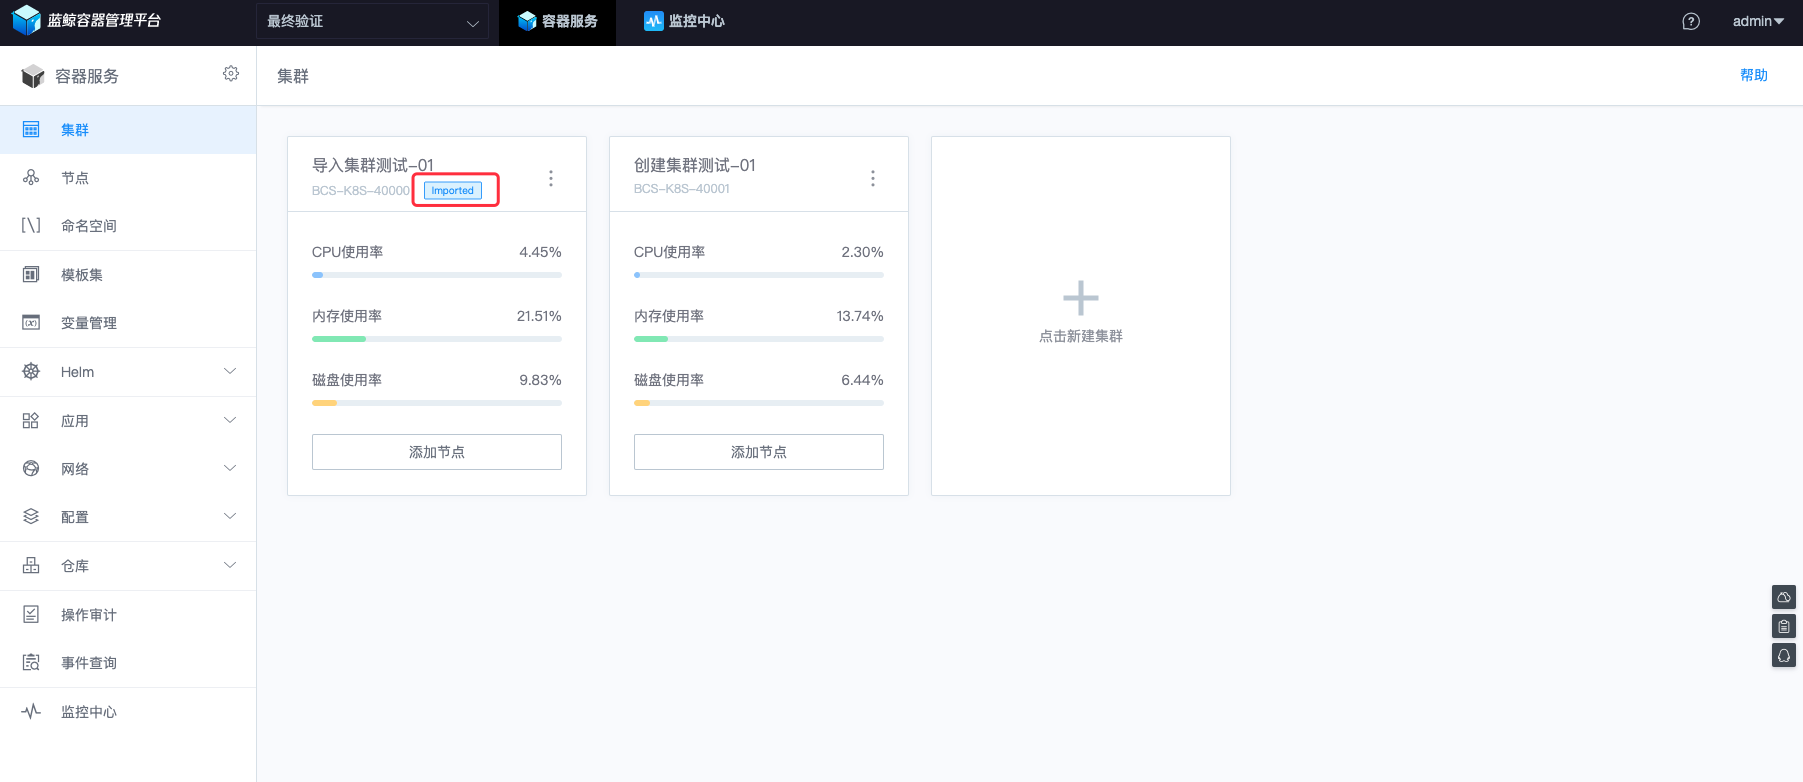 蓝鲸容器管理平台
最终验证
容器服务
监控中心
admin
容器服务
集群
帮助
集群
节点
命名空间
模板集
变量管理
Helm
应用
网络
配置
仓库
操作审计
事件查询
监控中心
导入集群测试-01
BCS-K8S-40000 Imported
CPU使用率 4.45%
内存使用率 21.51%
磁盘使用率 9.83%
添加节点
创建集群测试-01
BCS-K8S-40001
CPU使用率 2.30%
内存使用率 13.74%
磁盘使用率 6.44%
添加节点
点击新建集群